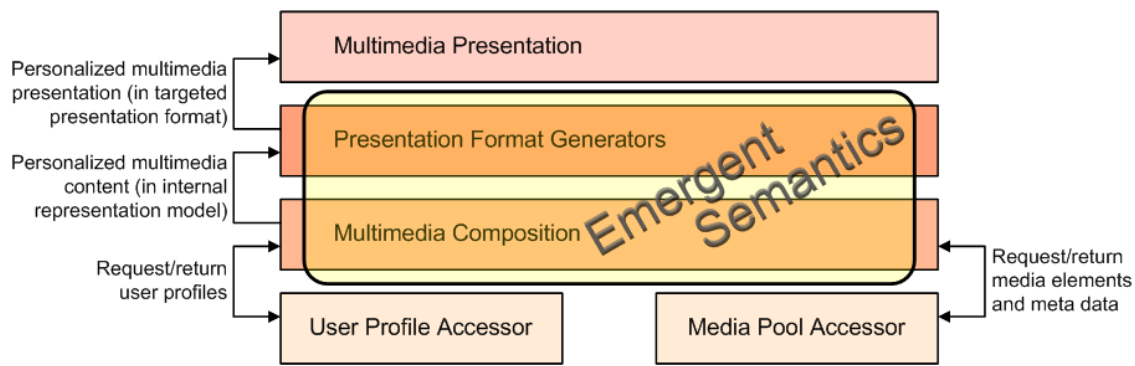 Multimedia Presentation
Personalized multimedia
presentation (in targeted
presentation format)
Presentation Format Generators
Personalized multimedia
content (in internal
representation model)
Emergent
Semantics
Multimedia Composition
Request/return
user profiles
Request/return
media elements
and meta data
User Profile Accessor
Media Pool Accessor